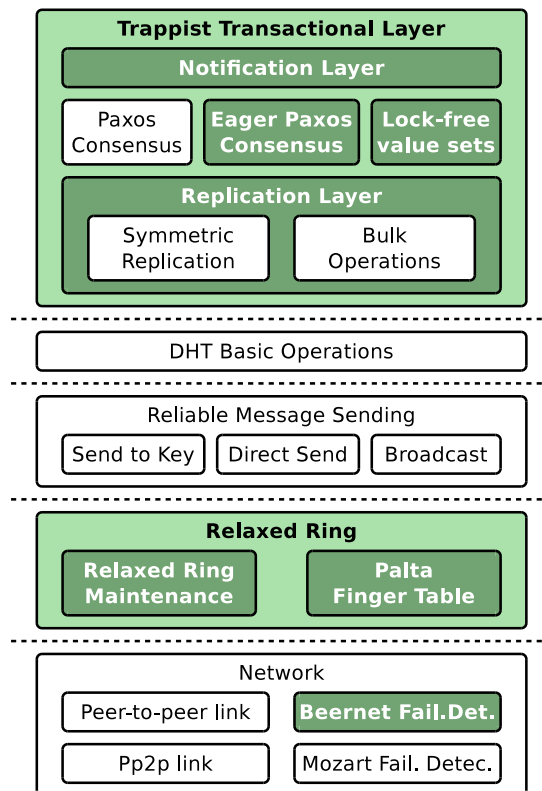 Trappist Transactional Layer
Notification Layer
Paxos
Consensus
Eager Paxos
Consensus
Lock-free
value sets
Replication Layer
Symmetric
Replication
Bulk
Operations
DHT Basic Operations
Reliable Message Sending
Send to Key
Direct Send
Broadcast
Relaxed Ring
Relaxed Ring
Maintenance
Palta
Finger Table
Network
Peer-to-peer link
Beernet Fail.Det.
Pp2p link
Mozart Fail. Detec.